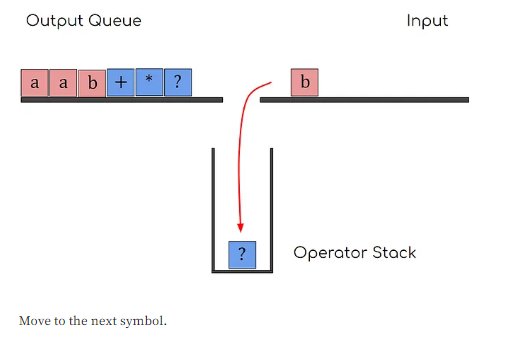 Output Queue Input
a a b + * ? b
?
Operator Stack
Move to the next symbol.